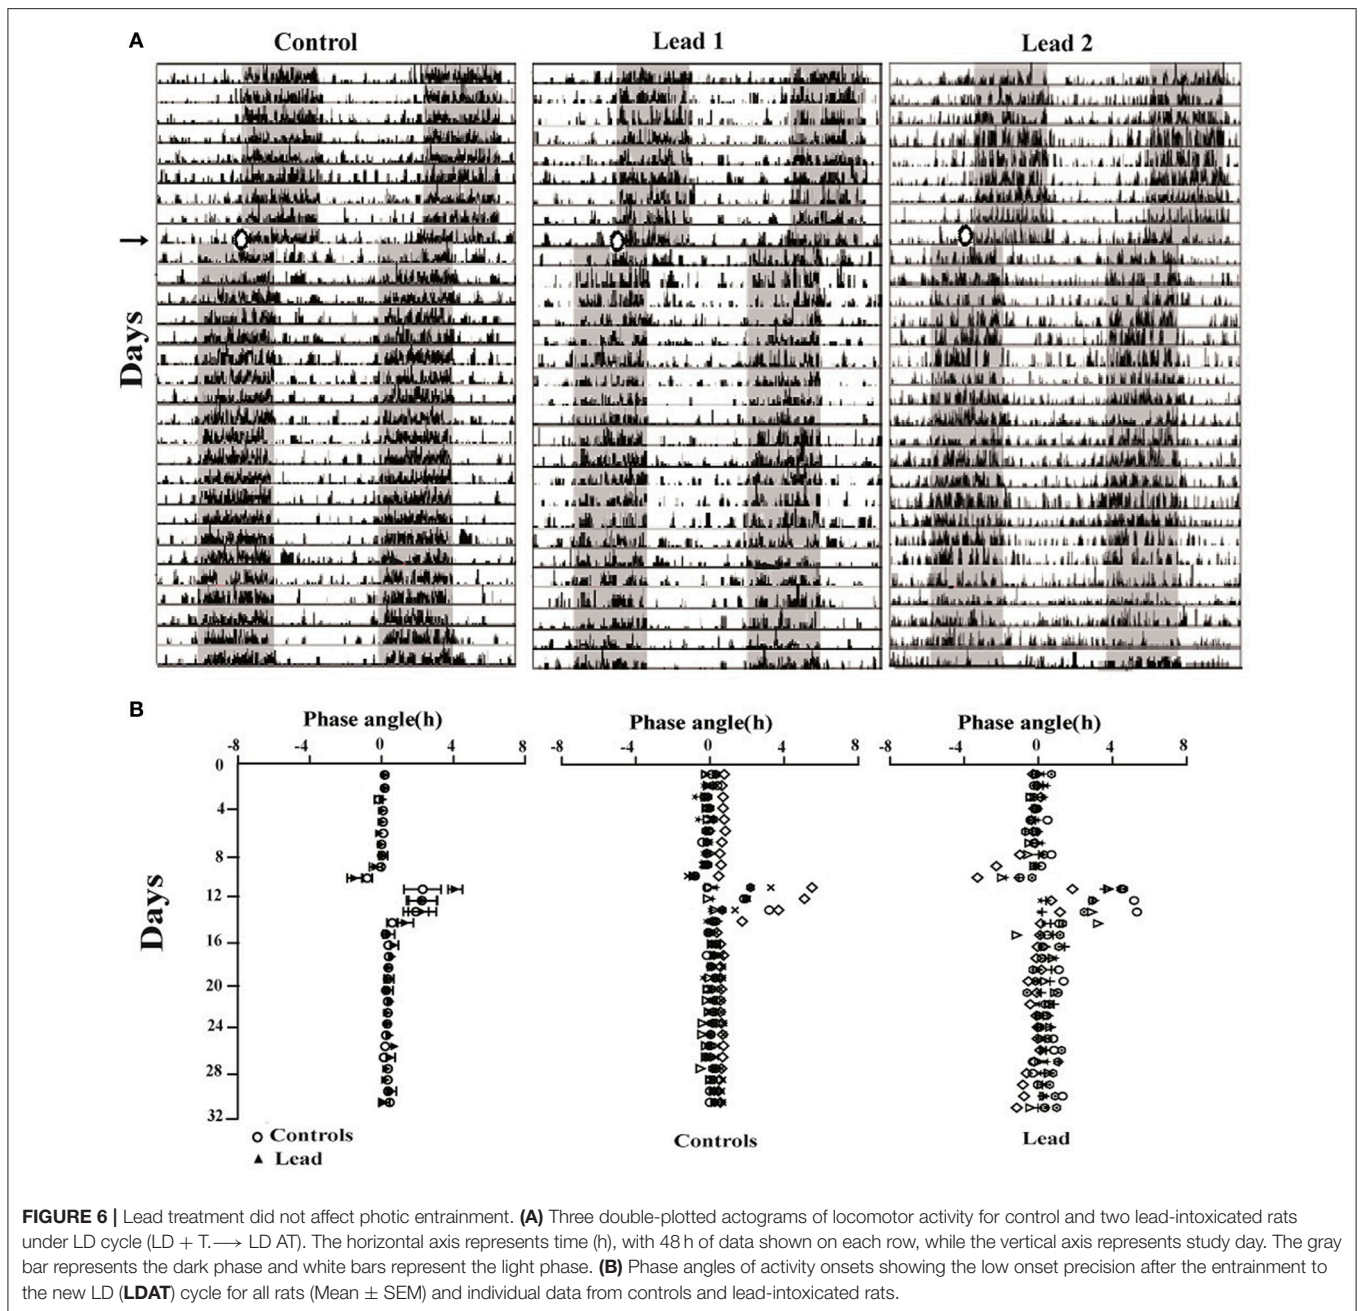 A
Control
Lead 1
Lead 2
Days
B
Phase angle(h)
Phase angle(h)
Phase angle(h)
-8 -4 0 4 8
-8 -4 0 4 8
-8 -4 0 4 8
0
4
8
12
16
20
24
28
32
Days
Controls
Lead
Controls
Lead
FIGURE 6 | Lead treatment did not affect photic entrainment. (A) Three double-plotted actograms of locomotor activity for control and two lead-intoxicated rats
under LD cycle (LD + T.⟶ LD AT). The horizontal axis represents time (h), with 48 h of data shown on each row, while the vertical axis represents study day. The gray
bar represents the dark phase and white bars represent the light phase. (B) Phase angles of activity onsets showing the low onset precision after the entrainment to
the new LD (LDAT) cycle for all rats (Mean ± SEM) and individual data from controls and lead-intoxicated rats.